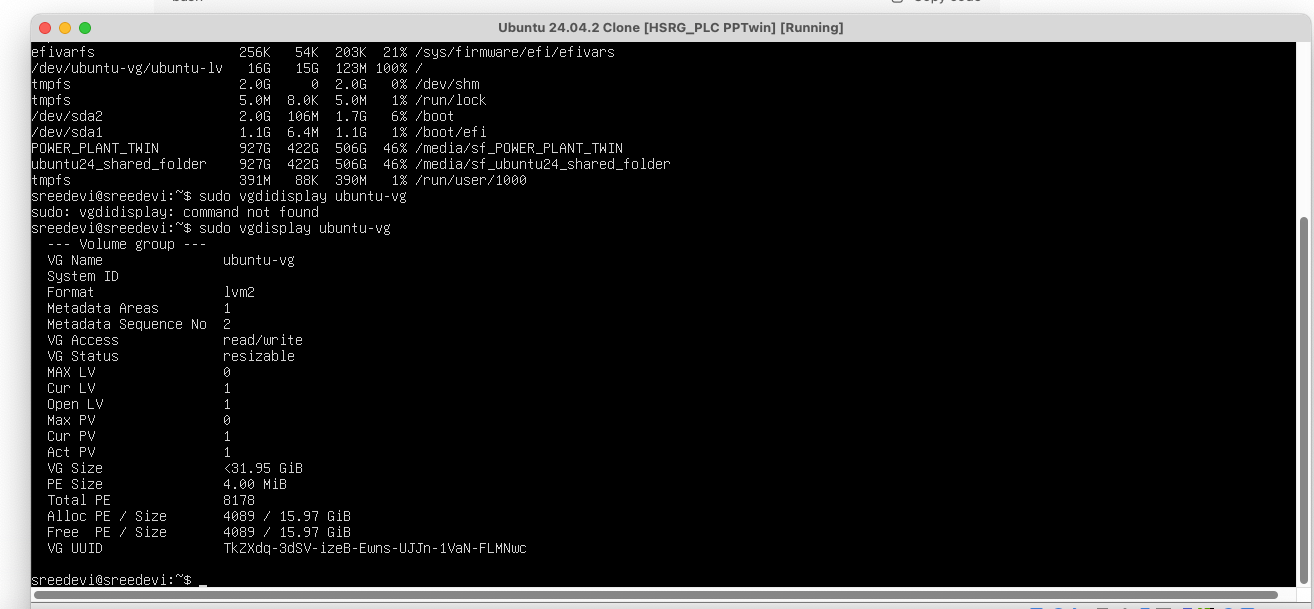 Ubuntu 24.04.2 Clone [HSRG_PLC PPTwin] [Running]
efivarfs 256K 54K 203K 21% /sys/firmware/efi/efivars
/dev/ubuntu-vg/ubuntu-lv 16G 15G 123M 100% /
tmpfs 2.0G 0 2.0G 0% /dev/shm
tmpfs 5.0M 8.0K 5.0M 1% /run/lock
/dev/sda2 2.0G 106M 1.7G 6% /boot
/dev/sda1 1.1G 6.4M 1.1G 1% /boot/efi
POWER_PLANT_TWIN 927G 422G 506G 46% /media/sf_POWER_PLANT_TWIN
ubuntu24_shared_folder 927G 422G 506G 46% /media/sf_ubuntu24_shared_folder
tmpfs 391M 88K 390M 1% /run/user/1000
sreedevi@sreedevi:~$ sudo vgdidisplay ubuntu-vg
sudo: vgdidisplay: command not found
sreedevi@sreedevi:~$ sudo vgdisplay ubuntu-vg
--- Volume group ---
VG Name ubuntu-vg
System ID
Format lvm2
Metadata Areas 1
Metadata Sequence No 2
VG Access read/write
VG Status resizable
MAX LV 0
Cur LV 1
Open LV 1
Max PV 0
Cur PV 1
Act PV 1
VG Size <31.95 GiB
PE Size 4.00 MiB
Total PE 8178
Alloc PE / Size 4089 / 15.97 GiB
Free PE / Size 4089 / 15.97 GiB
VG UUID TkZXdq-3dSV-izeB-Ewns-UJJn-1VaN-FLMNwc
sreedevi@sreedevi:~$ _